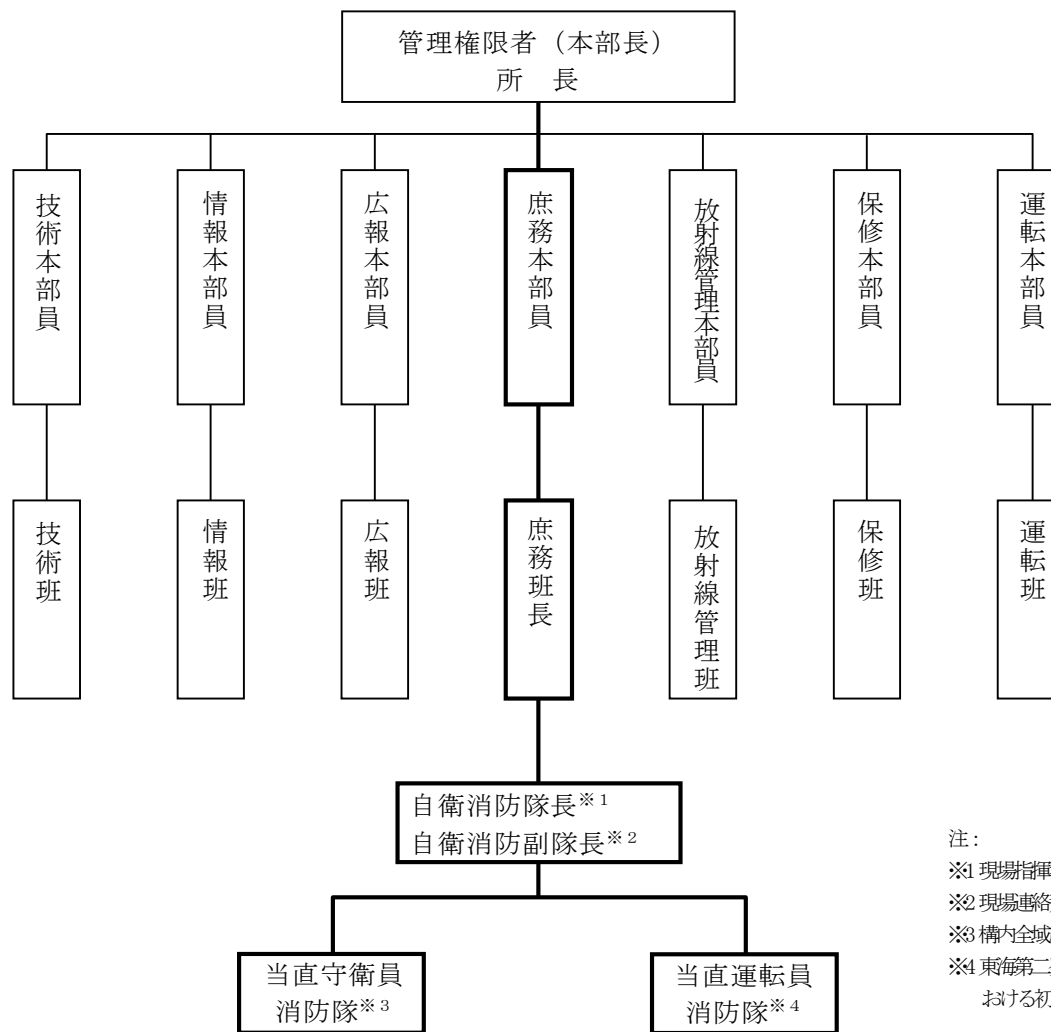 管理権限者（本部長）
所　長
技術本部員
情報本部員
広報本部員
庶務本部員
放射線管理本部員
保修本部員
運転本部員
技術班
情報班
広報班
庶務班長
放射線管理班
保修班
運転班
自衛消防隊長※1
自衛消防副隊長※2
当直守衛員
消防隊※3
当直運転員
消防隊※4
注：
※1 現場指揮
※2 現場連絡
※3 構内全域
※4 東海第二
おける初